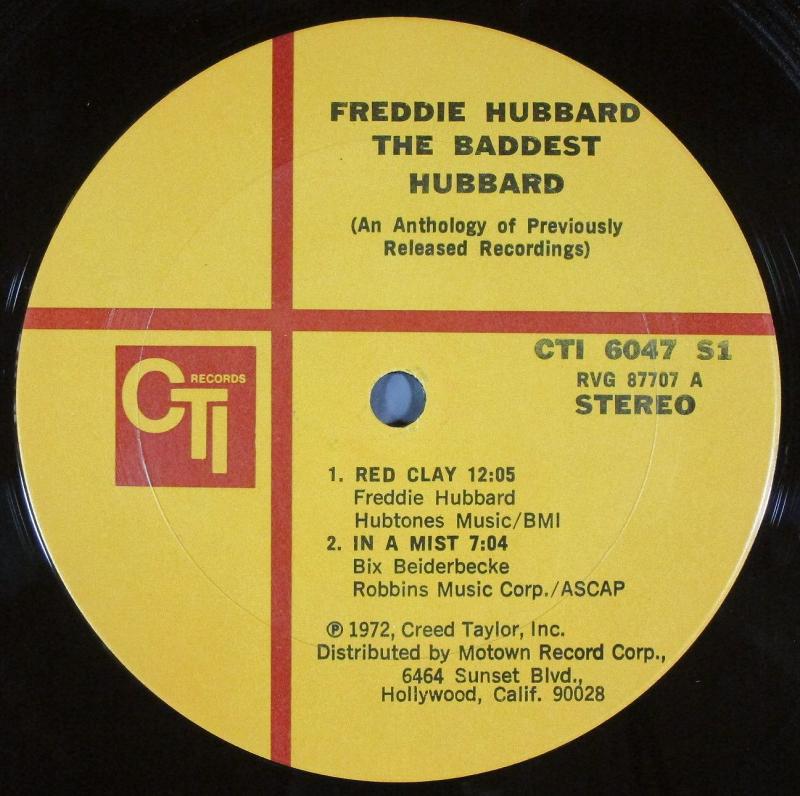 FREDDIE HUBBARD
THE BADDEST
HUBBARD
(An Anthology of Previously
Released Recordings)
CTI RECORDS
CTI 6047 S1
RVG 87707 A
STEREO
1. RED CLAY 12:05
Freddie Hubbard
Hubtones Music/BMI
2. IN A MIST 7:04
Bix Beiderbecke
Robbins Music Corp./ASCAP
℗ 1972, Creed Taylor, Inc.
Distributed by Motown Record Corp.,
6464 Sunset Blvd.,
Hollywood, Calif. 90028